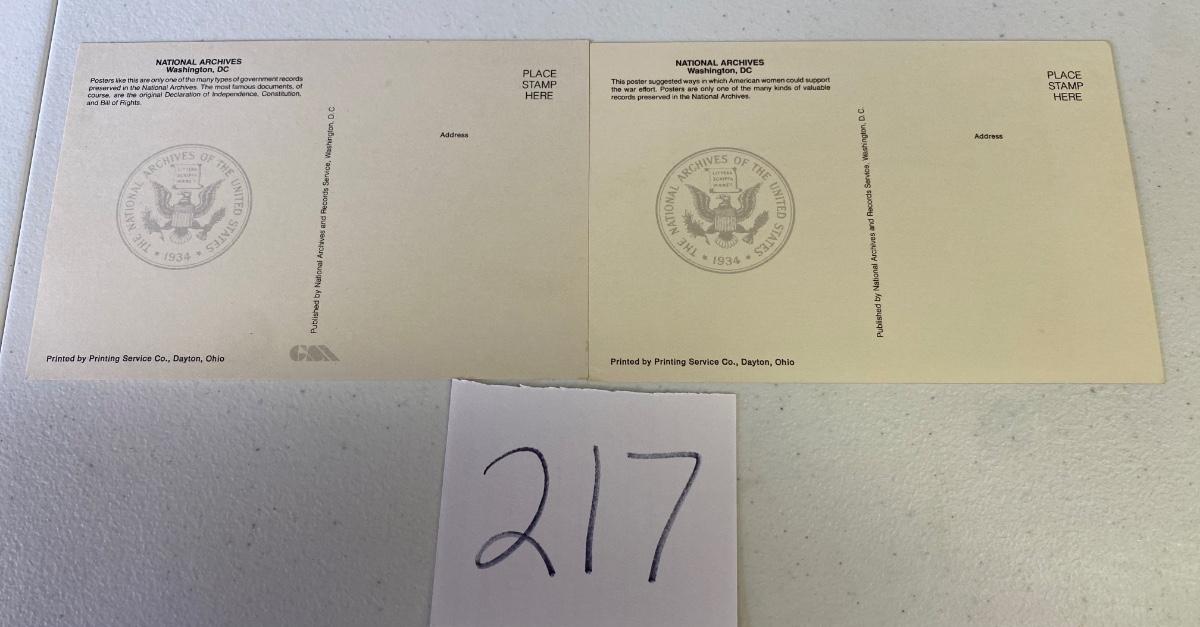 NATIONAL ARCHIVES
Washington, DC
Posters like this are only one of the many types of government records
preserved in the National Archives. The most famous documents, of
course, are the original Declaration of Independence, Constitution,
and Bill of Rights.
PLACE
STAMP
HERE
Address
THE NATIONAL ARCHIVES OF THE UNITED STATES
LITTERA
SCRIPTA
MANET
* 1934 *
Published by National Archives and Records Service, Washington, D.C.
Printed by Printing Service Co., Dayton, Ohio
NATIONAL ARCHIVES
Washington, DC
This poster suggested ways in which American women could support
the war effort. Posters are only one of the many kinds of valuable
records preserved in the National Archives.
PLACE
STAMP
HERE
Address
THE NATIONAL ARCHIVES OF THE UNITED STATES
LITTERA
SCRIPTA
MANET
* 1934 *
Published by National Archives and Records Service, Washington, D.C.
Printed by Printing Service Co., Dayton, Ohio
217